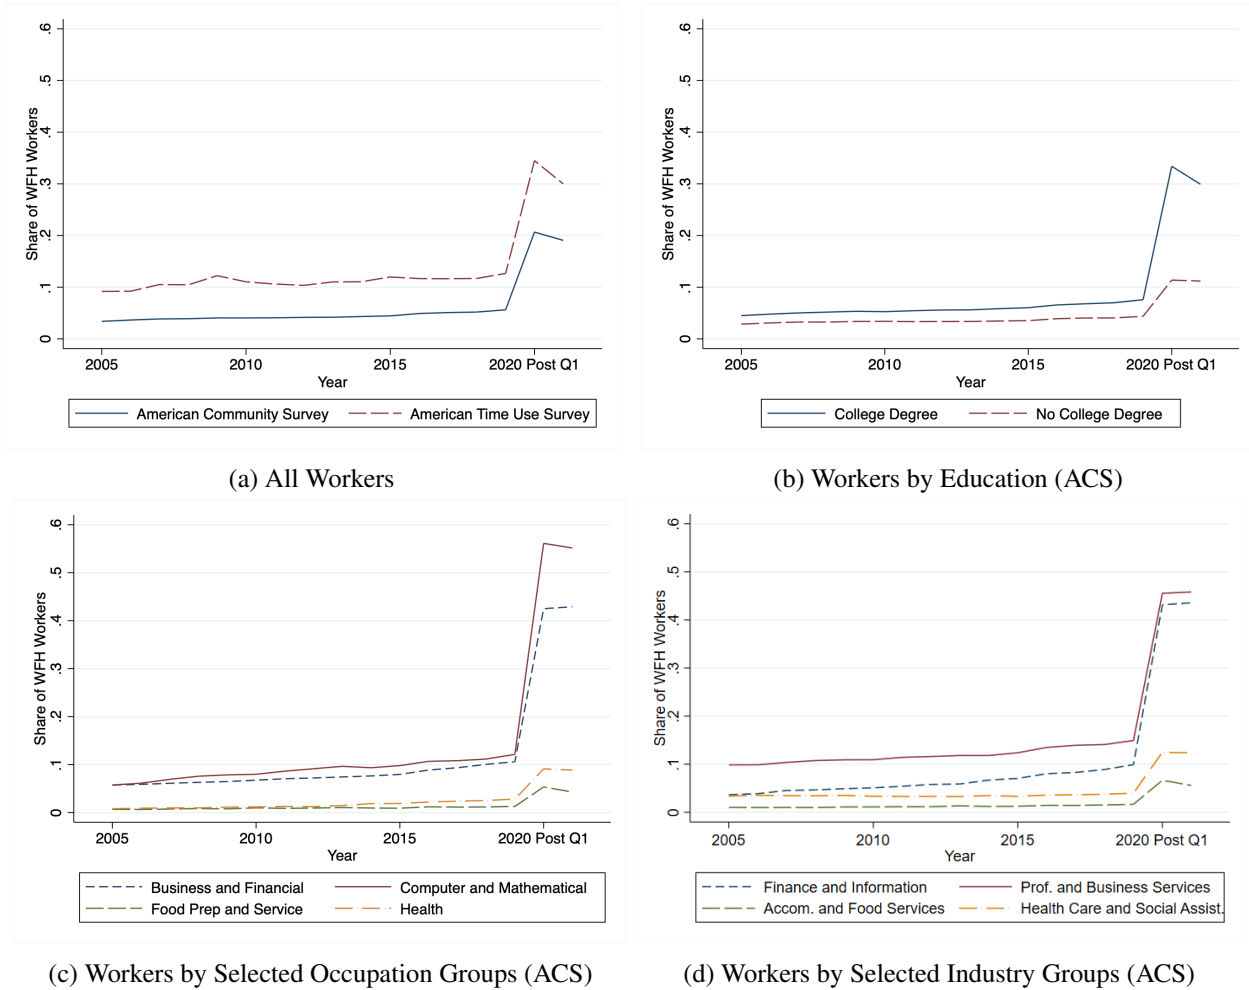 .6
.5
.4
.3
.2
.1
0
Share of WFH Workers
2005 2010 2015 2020 Post Q1
Year
American Community Survey American Time Use Survey
(a) All Workers
.6
.5
.4
.3
.2
.1
0
Share of WFH Workers
2005 2010 2015 2020 Post Q1
Year
College Degree No College Degree
(b) Workers by Education (ACS)
.6
.5
.4
.3
.2
.1
0
Share of WFH Workers
2005 2010 2015 2020 Post Q1
Year
Business and Financial Computer and Mathematical
Food Prep and Service Health
(c) Workers by Selected Occupation Groups (ACS)
.6
.5
.4
.3
.2
.1
0
Share of WFH Workers
2005 2010 2015 2020 Post Q1
Year
Finance and Information Prof. and Business Services
Accom. and Food Services Health Care and Social Assist.
(d) Workers by Selected Industry Groups (ACS)